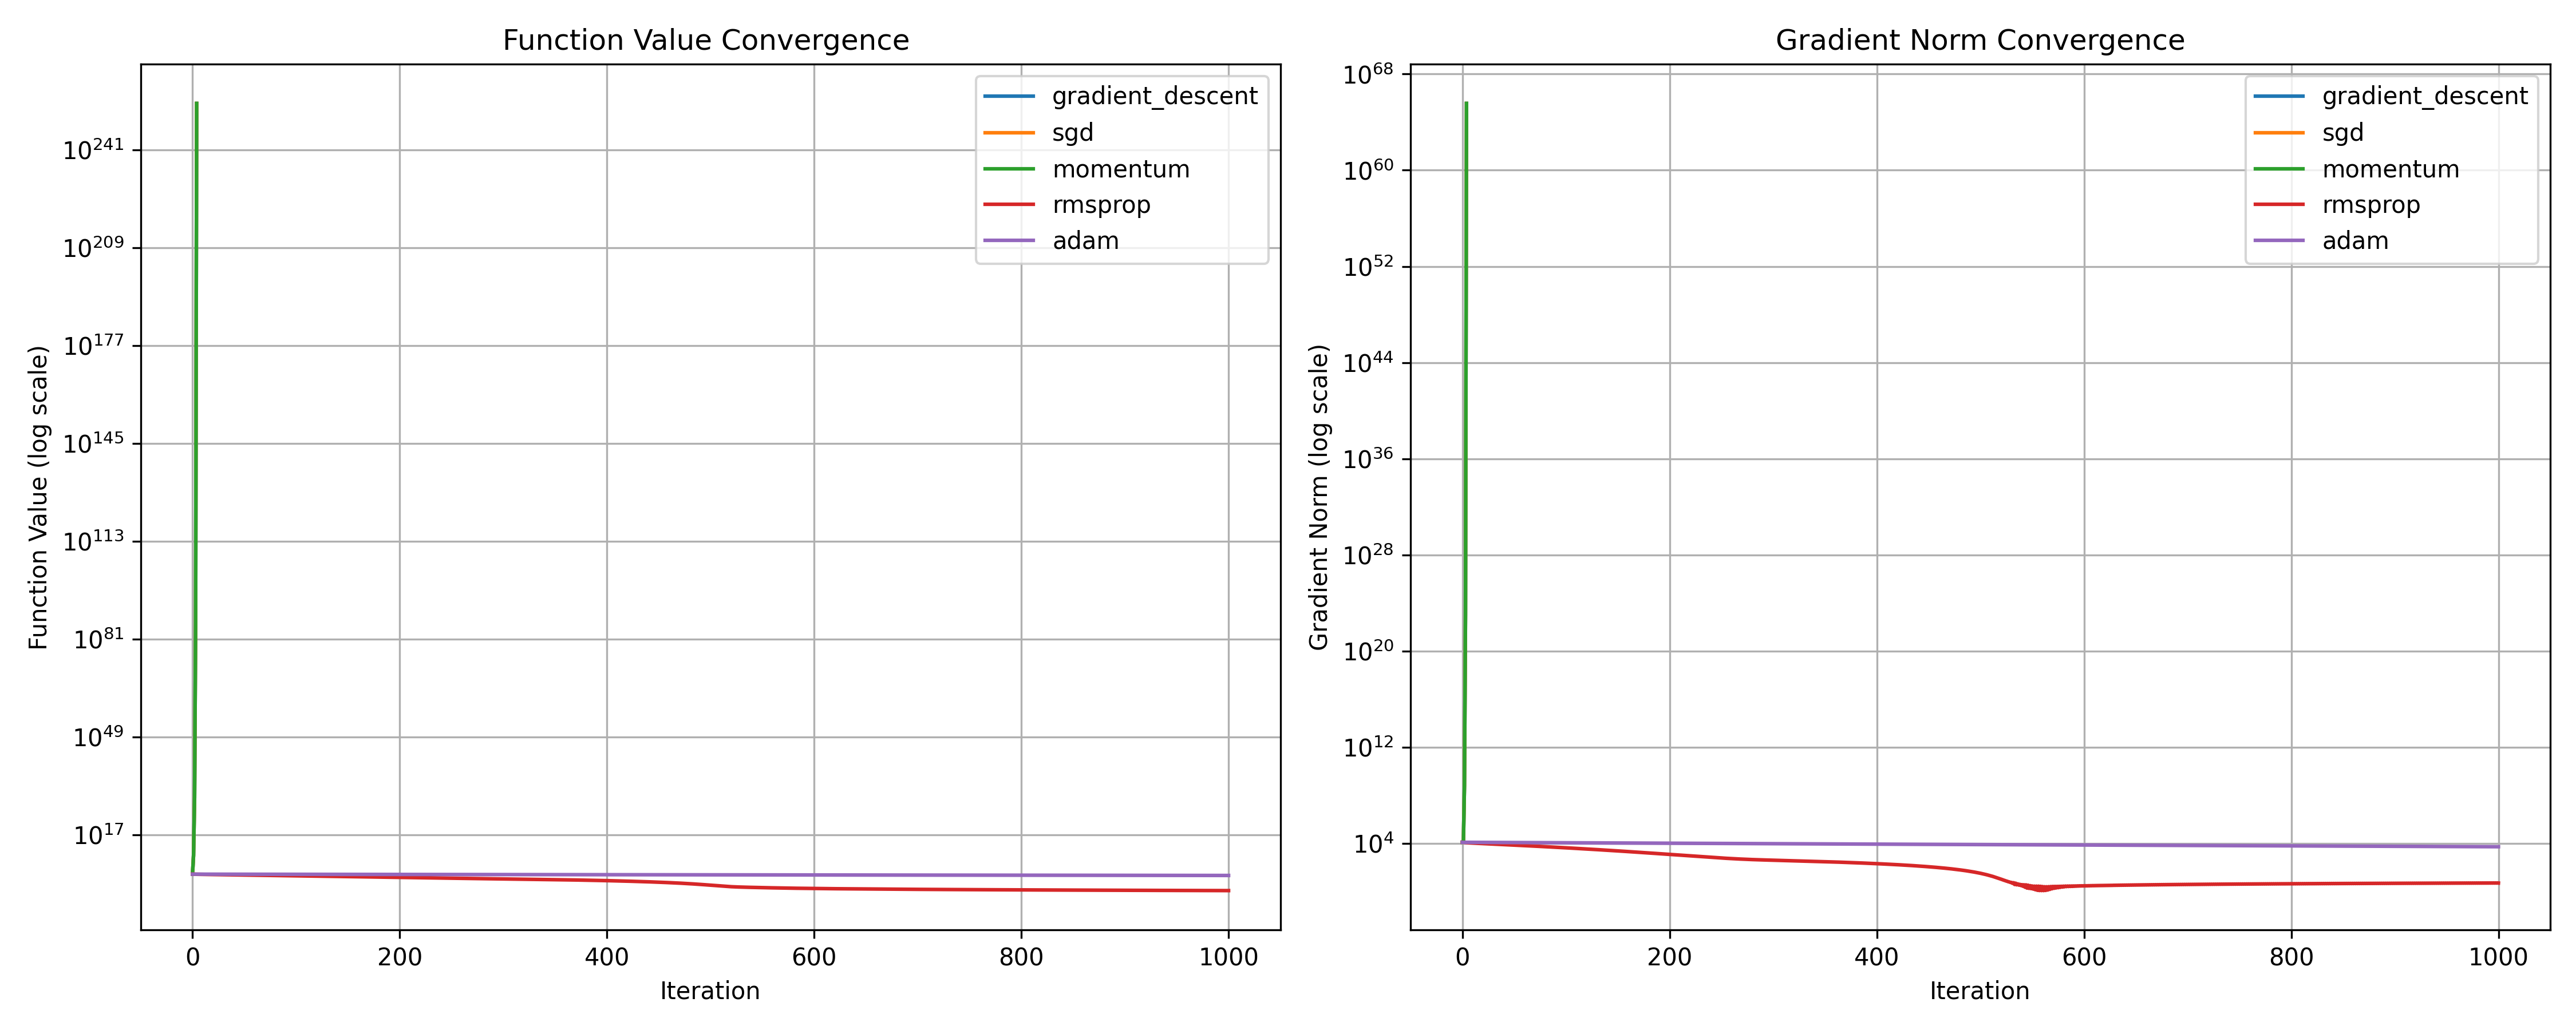 Function Value Convergence
Function Value (log scale)
10^241
10^209
10^177
10^145
10^113
10^81
10^49
10^17
gradient_descent
sgd
momentum
rmsprop
adam
0 200 400 600 800 1000
Iteration
Gradient Norm Convergence
Gradient Norm (log scale)
10^68
10^60
10^52
10^44
10^36
10^28
10^20
10^12
10^4
gradient_descent
sgd
momentum
rmsprop
adam
0 200 400 600 800 1000
Iteration